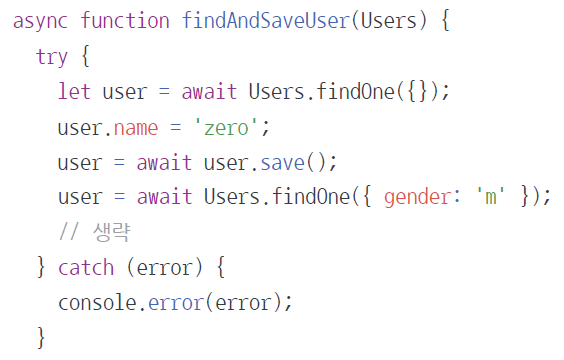 async function findAndSaveUser(Users) {
  try {
    let user = await Users.findOne({});
    user.name = 'zero';
    user = await user.save();
    user = await Users.findOne({ gender: 'm' });
    // 생략
  } catch (error) {
    console.error(error);
  }